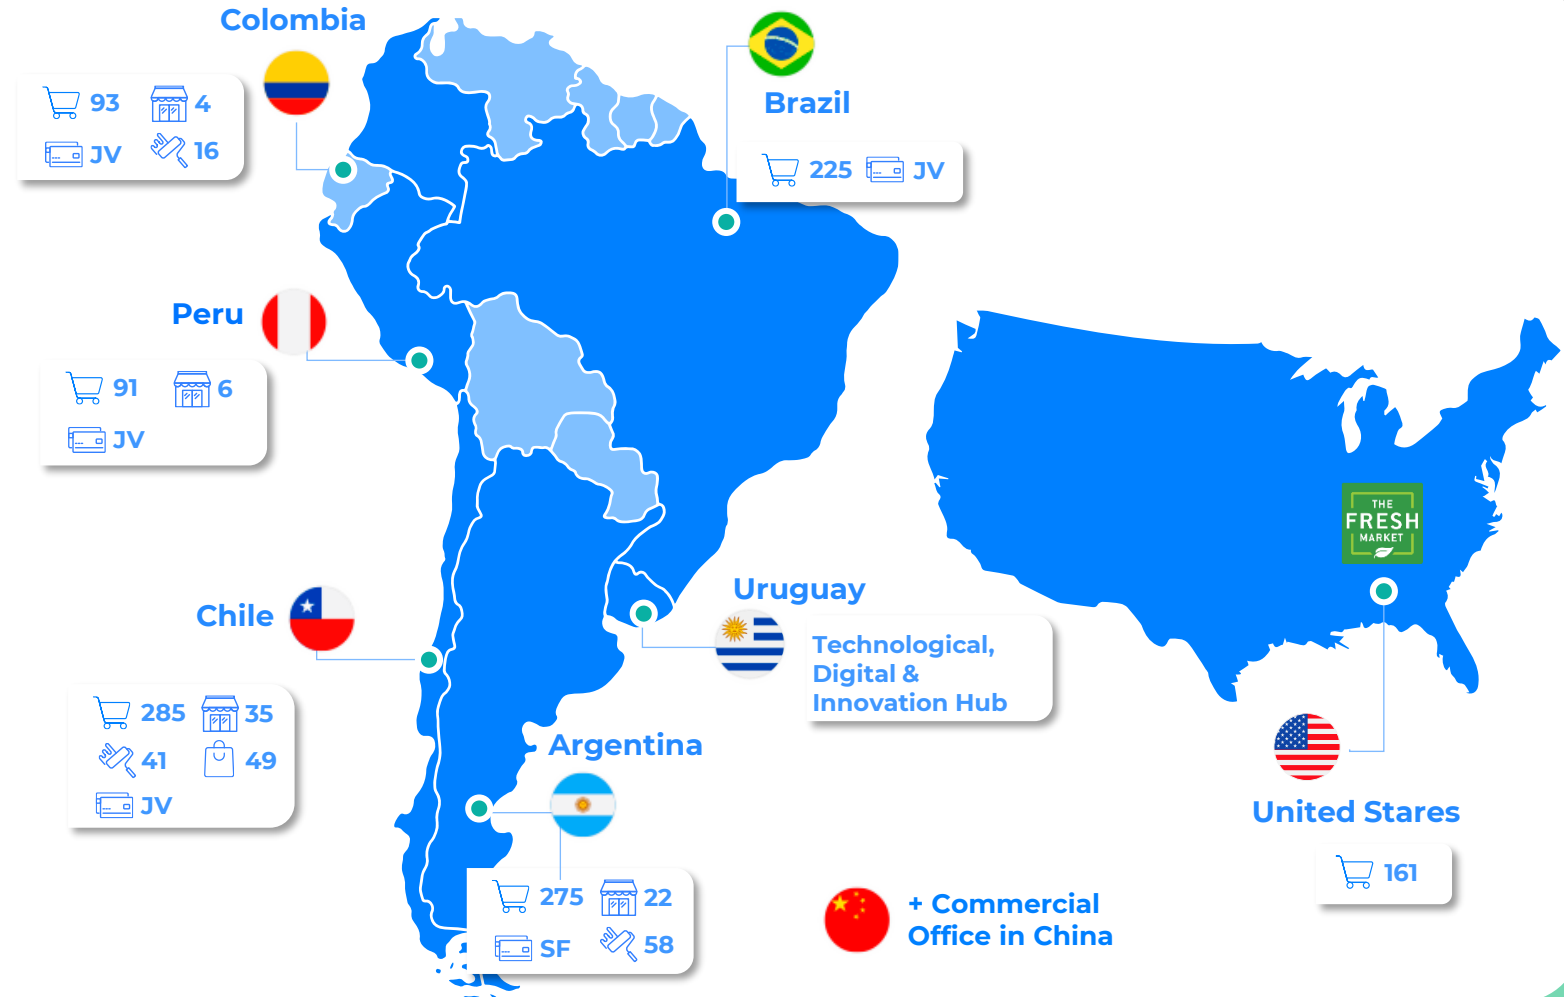 Colombia
93 4
JV 16
Brazil
225 JV
Peru
91 6
JV
THE
FRESH
MARKET
Uruguay
Technological,
Digital &
Innovation Hub
Chile
285 35
41 49
JV
Argentina
275 22
SF 58
United Stares
161
+ Commercial
Office in China